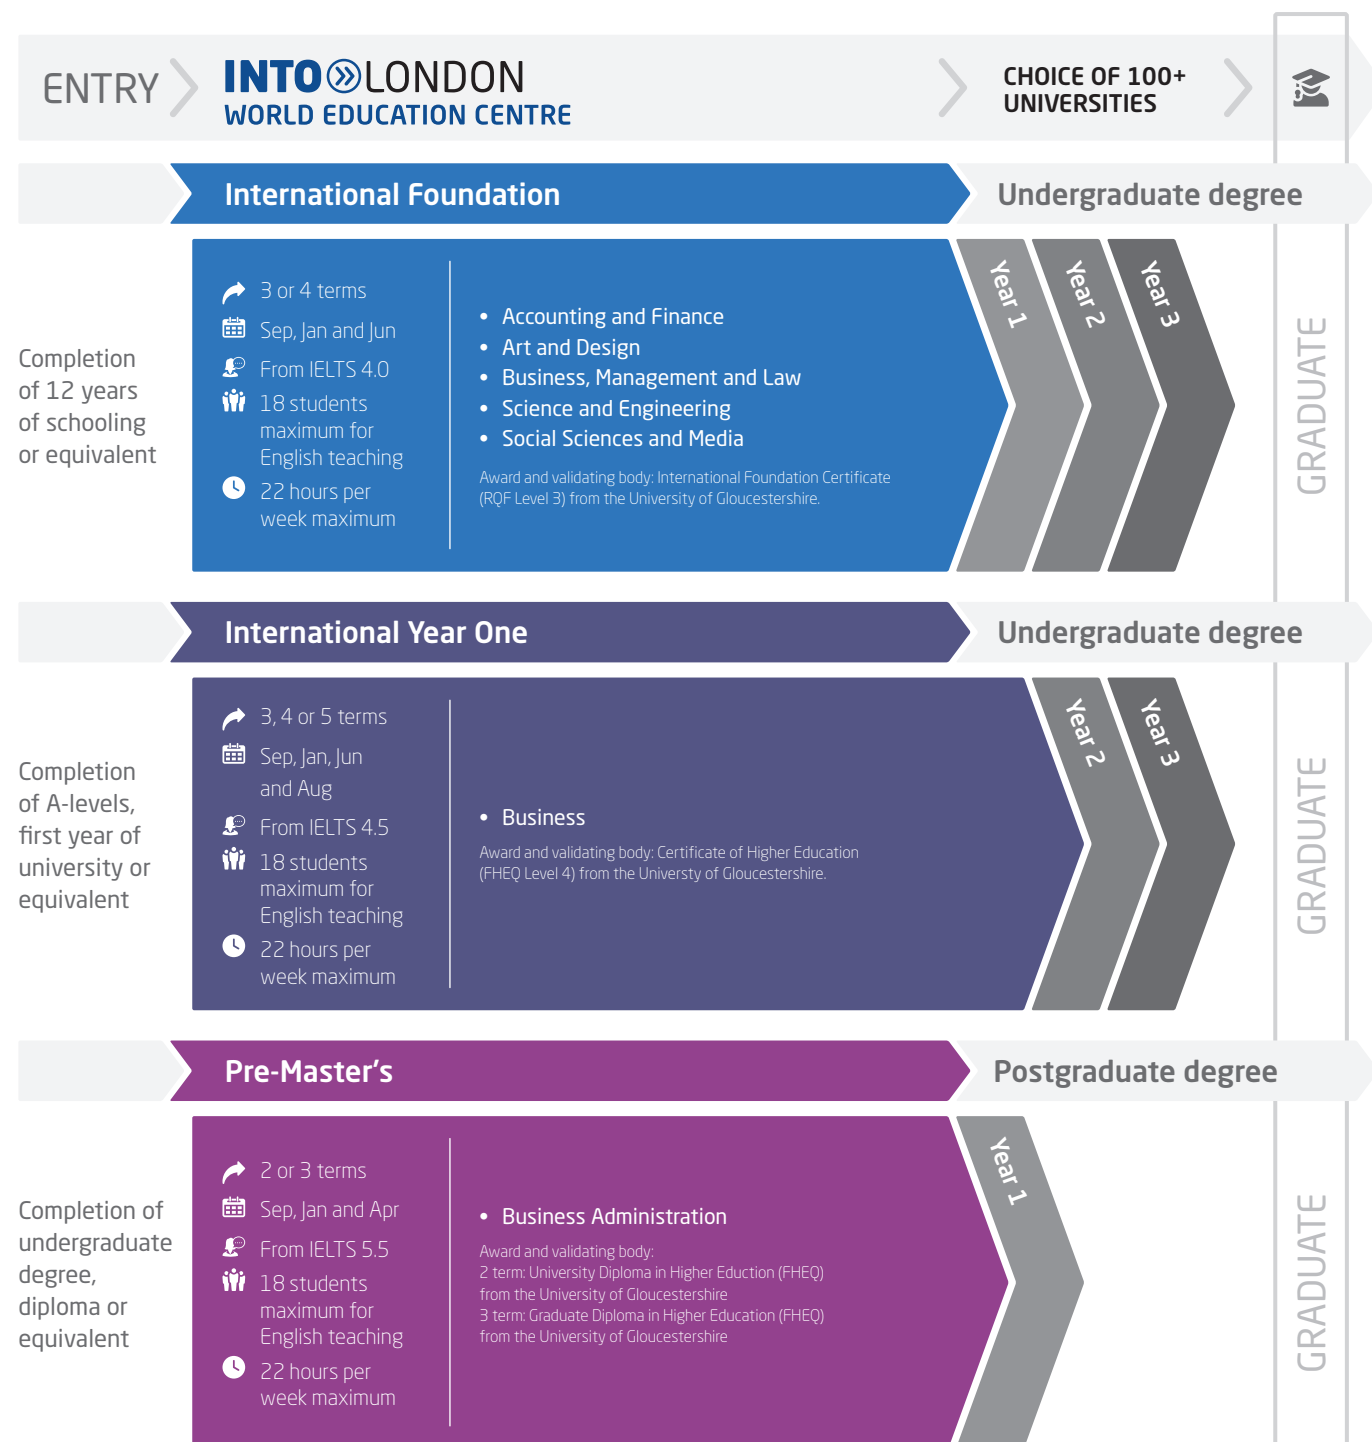 ENTRY
INTO LONDON
WORLD EDUCATION CENTRE
CHOICE OF 100+
UNIVERSITIES
International Foundation
Undergraduate degree
Completion
of 12 years
of schooling
or equivalent
3 or 4 terms
Sep, Jan and Jun
From IELTS 4.0
18 students
maximum for
English teaching
22 hours per
week maximum
• Accounting and Finance
• Art and Design
• Business, Management and Law
• Science and Engineering
• Social Sciences and Media
Award and validating body: International Foundation Certificate
(RQF Level 3) from the University of Gloucestershire.
Year 1
Year 2
Year 3
GRADUATE
International Year One
Undergraduate degree
Completion
of A-levels,
first year of
university or
equivalent
3, 4 or 5 terms
Sep, Jan, Jun
and Aug
From IELTS 4.5
18 students
maximum for
English teaching
22 hours per
week maximum
• Business
Award and validating body: Certificate of Higher Education
(FHEQ Level 4) from the Universty of Gloucestershire.
Year 2
Year 3
GRADUATE
Pre-Master's
Postgraduate degree
Completion of
undergraduate
degree,
diploma or
equivalent
2 or 3 terms
Sep, Jan and Apr
From IELTS 5.5
18 students
maximum for
English teaching
22 hours per
week maximum
• Business Administration
Award and validating body:
2 term: University Diploma in Higher Eduction (FHEQ)
from the University of Gloucestershire
3 term: Graduate Diploma in Higher Education (FHEQ)
from the University of Gloucestershire
Year 1
GRADUATE